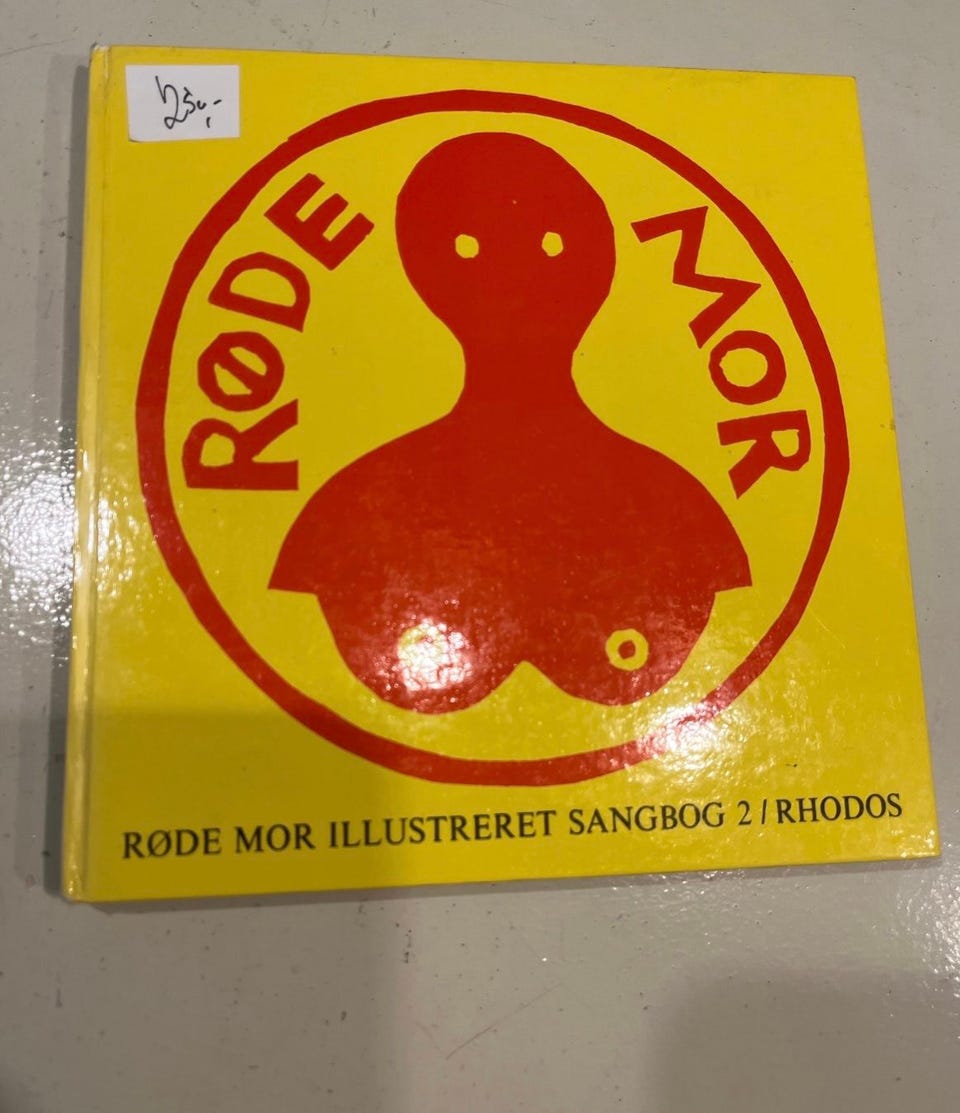 250,-
RØDE MOR
RØDE MOR ILLUSTRERET SANGBOG 2 / RHODOS